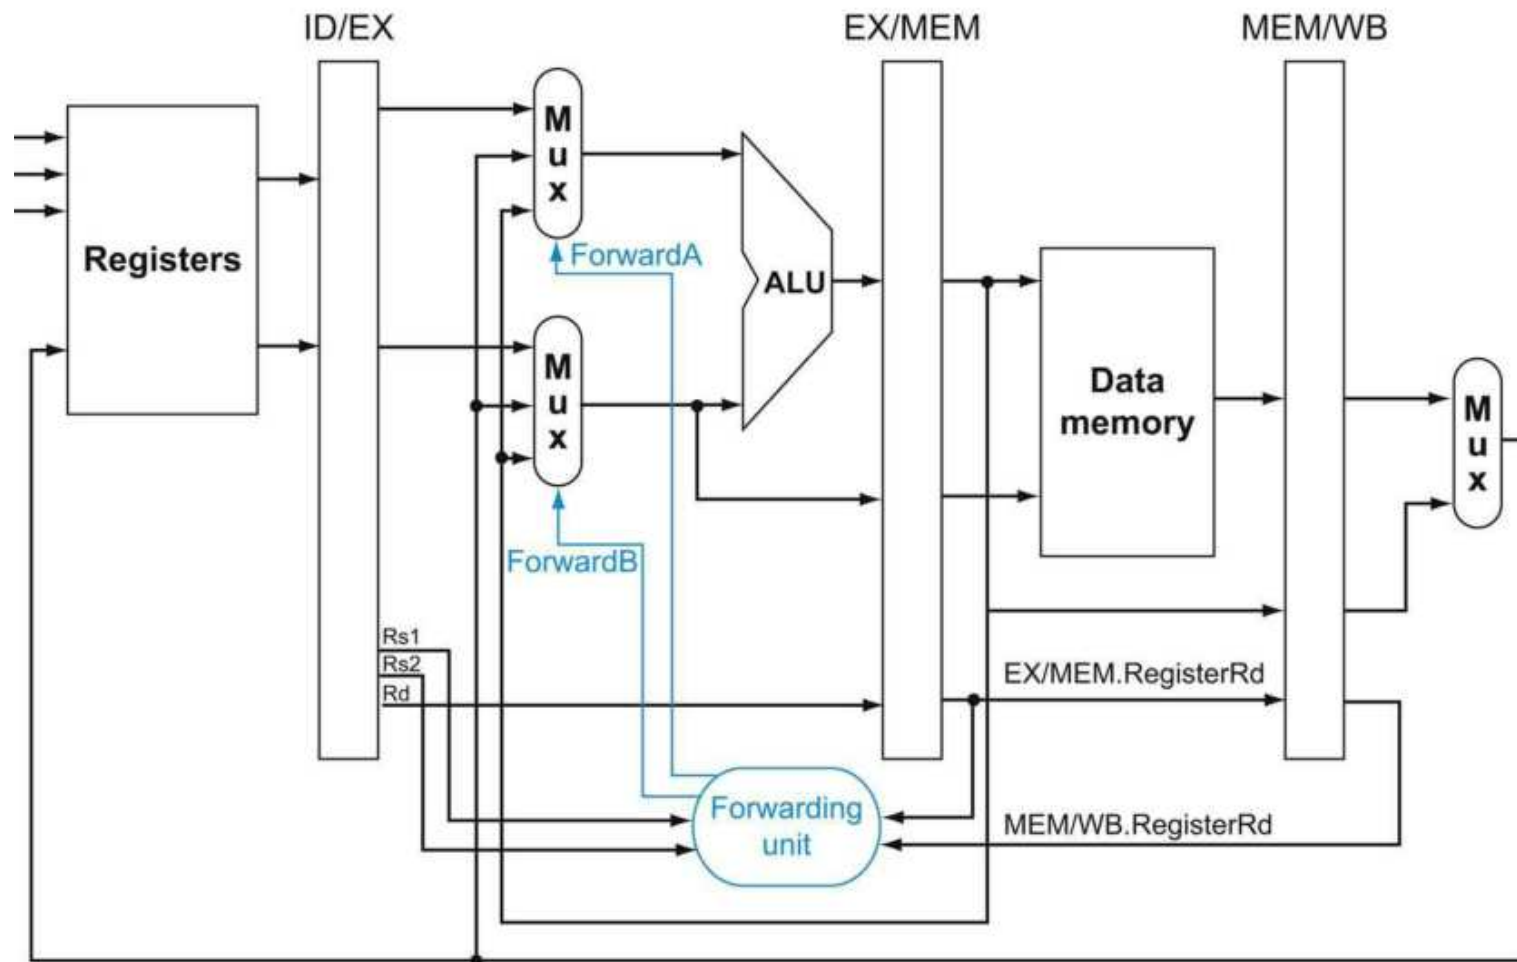 ID/EX
EX/MEM
MEM/WB
Registers
M
u
x
ForwardA
M
u
x
ForwardB
ALU
Data
memory
M
u
x
Rs1
Rs2
Rd
EX/MEM.RegisterRd
Forwarding
unit
MEM/WB.RegisterRd